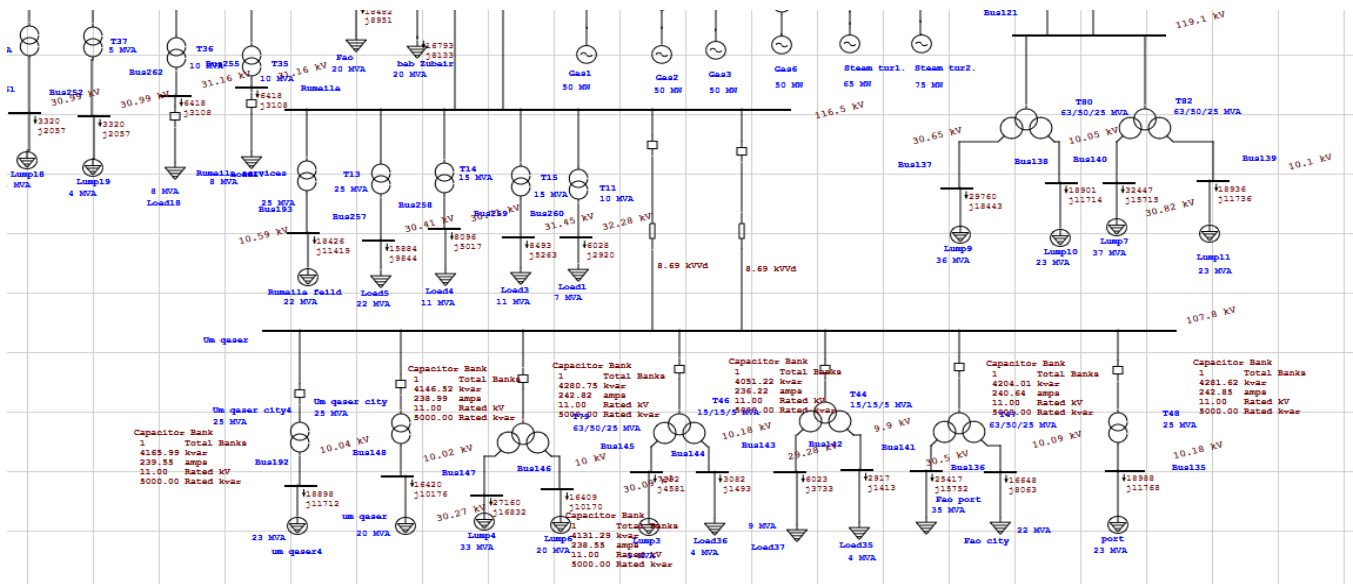 18482
j8951
Fao
20 MVA
16793
j8133
beb Zubair
20 MVA
Bus121
119.1 kV
T37
5 MVA
T36
10 MVA
T35
10 MVA
Bus262
Bus255
Bus252
30.99 kV
30.99 kV
31.16 kV
31.16 kV
Rumeila
3320
j2057
3320
j2057
6418
j3108
6418
j3108
Lump18
MVA
Lump19
4 MVA
8 MVA
Load18
8 MVA
Gas1
50 MW
Gas2
50 MW
Gas3
50 MW
Gas6
50 MW
Steam tur1.
65 MW
Steam tur2.
75 MW
116.5 kV
T80
63/50/25 MVA
T82
63/50/25 MVA
30.65 kV
Bus137
Bus138
10.05 kV
Bus140
Bus139
10.1 kV
29760
j18443
18901
j11714
32447
j15715
30.82 kV
18936
j11736
Lump9
36 MVA
Lump10
23 MVA
Lump7
37 MVA
Lump11
23 MVA
25 MVA
T13
25 MVA
T14
15 MVA
T15
15 MVA
T11
10 MVA
Bus193
Bus257
Bus258
Bus259
Bus260
10.59 kV
30.41 kV
31.45 kV
32.28 kV
18426
j11419
15884
j9844
8096
j5017
8493
j5263
6028
j2920
Rumeila feild
22 MVA
Load5
22 MVA
Load4
11 MVA
Load3
11 MVA
Load1
7 MVA
8.69 kVVd
8.69 kVVd
107.8 kV
Um qaser
Capacitor Bank
1 Total Banks
4165.99 kvar
239.55 amps
11.00 Rated kV
5000.00 Rated kvar
Capacitor Bank
1 Total Banks
4146.52 kvar
238.99 amps
11.00 Rated kV
5000.00 Rated kvar
Capacitor Bank
1 Total Banks
4280.75 kvar
242.82 amps
11.00 Rated kV
5000.00 Rated kvar
Capacitor Bank
1 Total Banks
4051.22 kvar
236.22 amps
11.00 Rated kV
5000.00 Rated kvar
Capacitor Bank
1 Total Banks
4204.01 kvar
240.64 amps
11.00 Rated kV
5000.00 Rated kvar
Capacitor Bank
1 Total Banks
4281.62 kvar
242.85 amps
11.00 Rated kV
5000.00 Rated kvar
Um qaser city4
25 MVA
Um qaser city
25 MVA
63/50/25 MVA
T46
15/15/5 MVA
T44
15/15/5 MVA
63/50/25 MVA
T48
25 MVA
Bus192
10.04 kV
Bus148
10.02 kV
Bus147
Bus146
10 kV
Bus145
Bus144
10.18 kV
Bus143
Bus142
9.9 kV
Bus141
30.5 kV
Bus136
10.09 kV
10.18 kV
Bus135
18898
j11712
16420
j10176
30.27 kV
27160
j16832
16409
j10170
30.09 kV
j4581
3082
j1493
29.28 kV
6023
j3733
2917
j1413
25417
j15752
16648
j8063
18988
j11768
23 MVA
um qaser4
um qaser
20 MVA
Lump4
33 MVA
Lump6
20 MVA
Capacitor Bank
1 Total Banks
4131.29 kvar
238.55 amps
11.00 Rated kV
5000.00 Rated kvar
Lump3
Load36
4 MVA
9 MVA
Load37
Load35
4 MVA
Fao port
35 MVA
22 MVA
Fao city
port
23 MVA